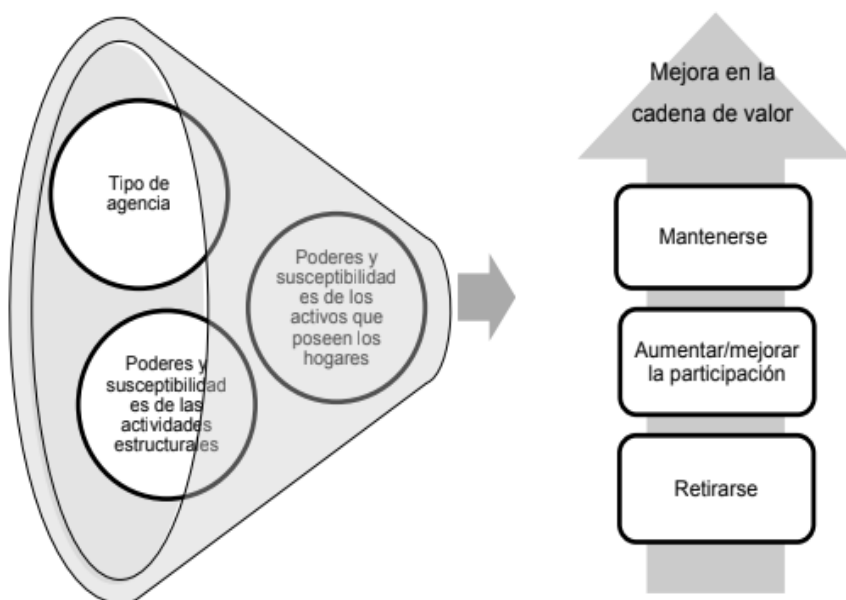 Tipo de
agencia
Poderes y
susceptibilidad
es de las
actividades
estructurales
Poderes y
susceptibilidad
es de los
activos que
poseen los
hogares
Mejora en la
cadena de valor
Mantenerse
Aumentar/mejorar
la participación
Retirarse